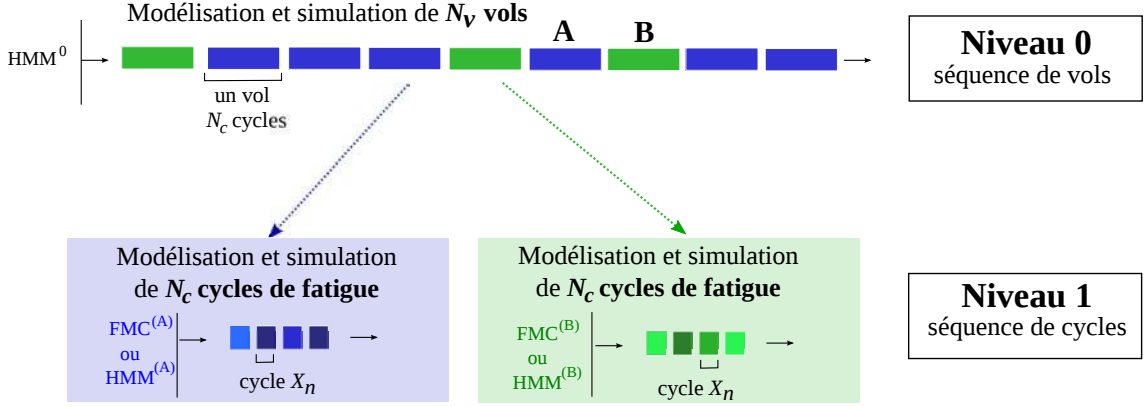 Modélisation et simulation de N_v vols
HMM^0
A
B
Niveau 0
séquence de vols
un vol
N_c cycles
Modélisation et simulation
de N_c cycles de fatigue
FMC^(A)
ou
HMM^(A)
cycle X_n
Modélisation et simulation
de N_c cycles de fatigue
FMC^(B)
ou
HMM^(B)
cycle X_n
Niveau 1
séquence de cycles